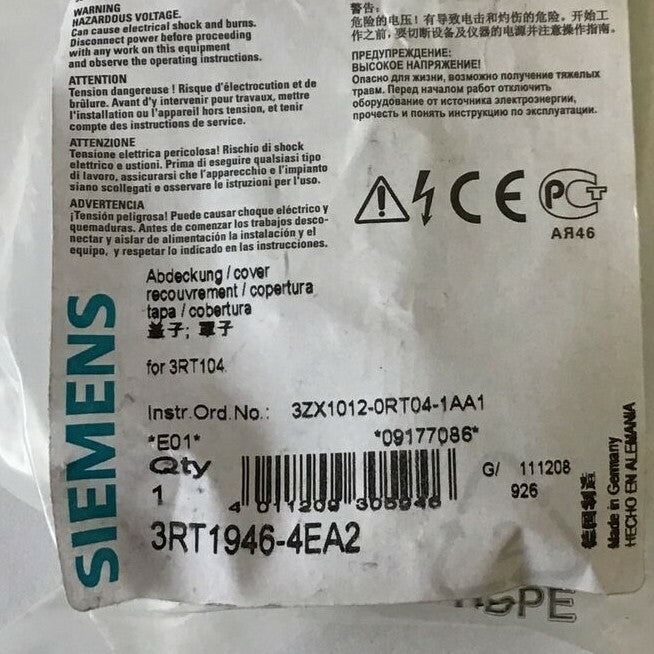 WARNING
HAZARDOUS VOLTAGE.
Can cause electrical shock and burns.
Disconnect power before proceeding
with any work on this equipment
and observe the operating instructions.
ATTENTION
Tension dangereuse ! Risque d'électrocution et de
brûlure. Avant d'y intervenir pour travaux, mettre
l'installation ou l'appareil hors tension, et tenir
compte des instructions de service.
ATTENZIONE
Tensione elettrica pericolosa! Rischio di shock
elettrico e ustioni. Prima di eseguire qualsiasi tipo
di lavoro, assicurarsi che l'apparecchio e l'impianto
siano scollegati e osservare le istruzioni per l'uso.
ADVERTENCIA
¡Tensión peligrosa! Puede causar choque eléctrico y
quemaduras. Antes de comenzar los trabajos desco-
nectar y aislar de alimentación la instalación y el
equipo, y respetar lo indicado en las instrucciones.
警告:
危险的电压!有导致电击和灼伤的危险。开始工
作之前,要切断设备及仪器的电源并注意操作指南。
ПРЕДУПРЕЖДЕНИЕ:
ВЫСОКОЕ НАПРЯЖЕНИЕ!
Опасно для жизни, возможно получение тяжелых
травм. Перед началом работ отключить
оборудование от источника электроэнергии,
прочесть и понять инструкцию по эксплуатации.
CE
РСТ
АЯ46
SIEMENS
Abdeckung / cover
recouvrement / copertura
tapa / cobertura
盖子; 罩子
for 3RT104
Instr.Ord.No.: 3ZX1012-0RT04-1AA1
*E01* *09177086*
Qty
1
4 011209 305946
G/ 111208
926
3RT1946-4EA2
德国制造
Made in Germany
HECHO EN ALEMANIA